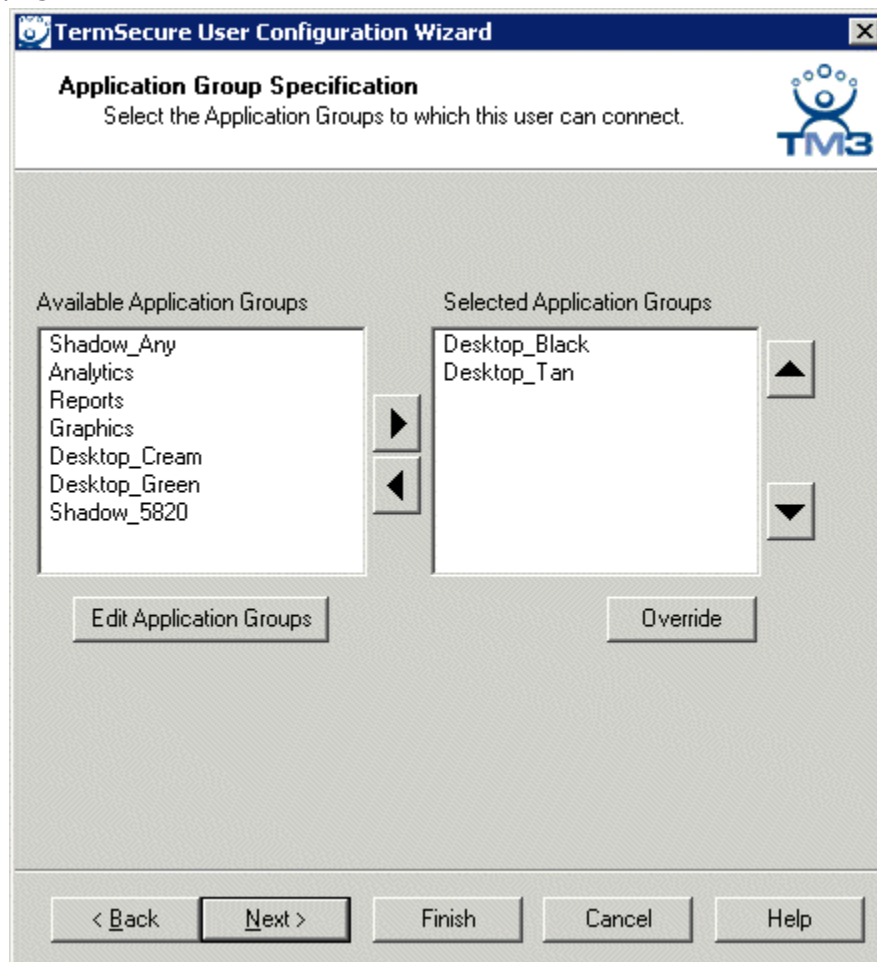 TermSecure User Configuration Wizard
Application Group Specification
Select the Application Groups to which this user can connect.
TM3
Available Application Groups
Shadow_Any
Analytics
Reports
Graphics
Desktop_Cream
Desktop_Green
Shadow_5820
Selected Application Groups
Desktop_Black
Desktop_Tan
Edit Application Groups
Override
< Back
Next >
Finish
Cancel
Help